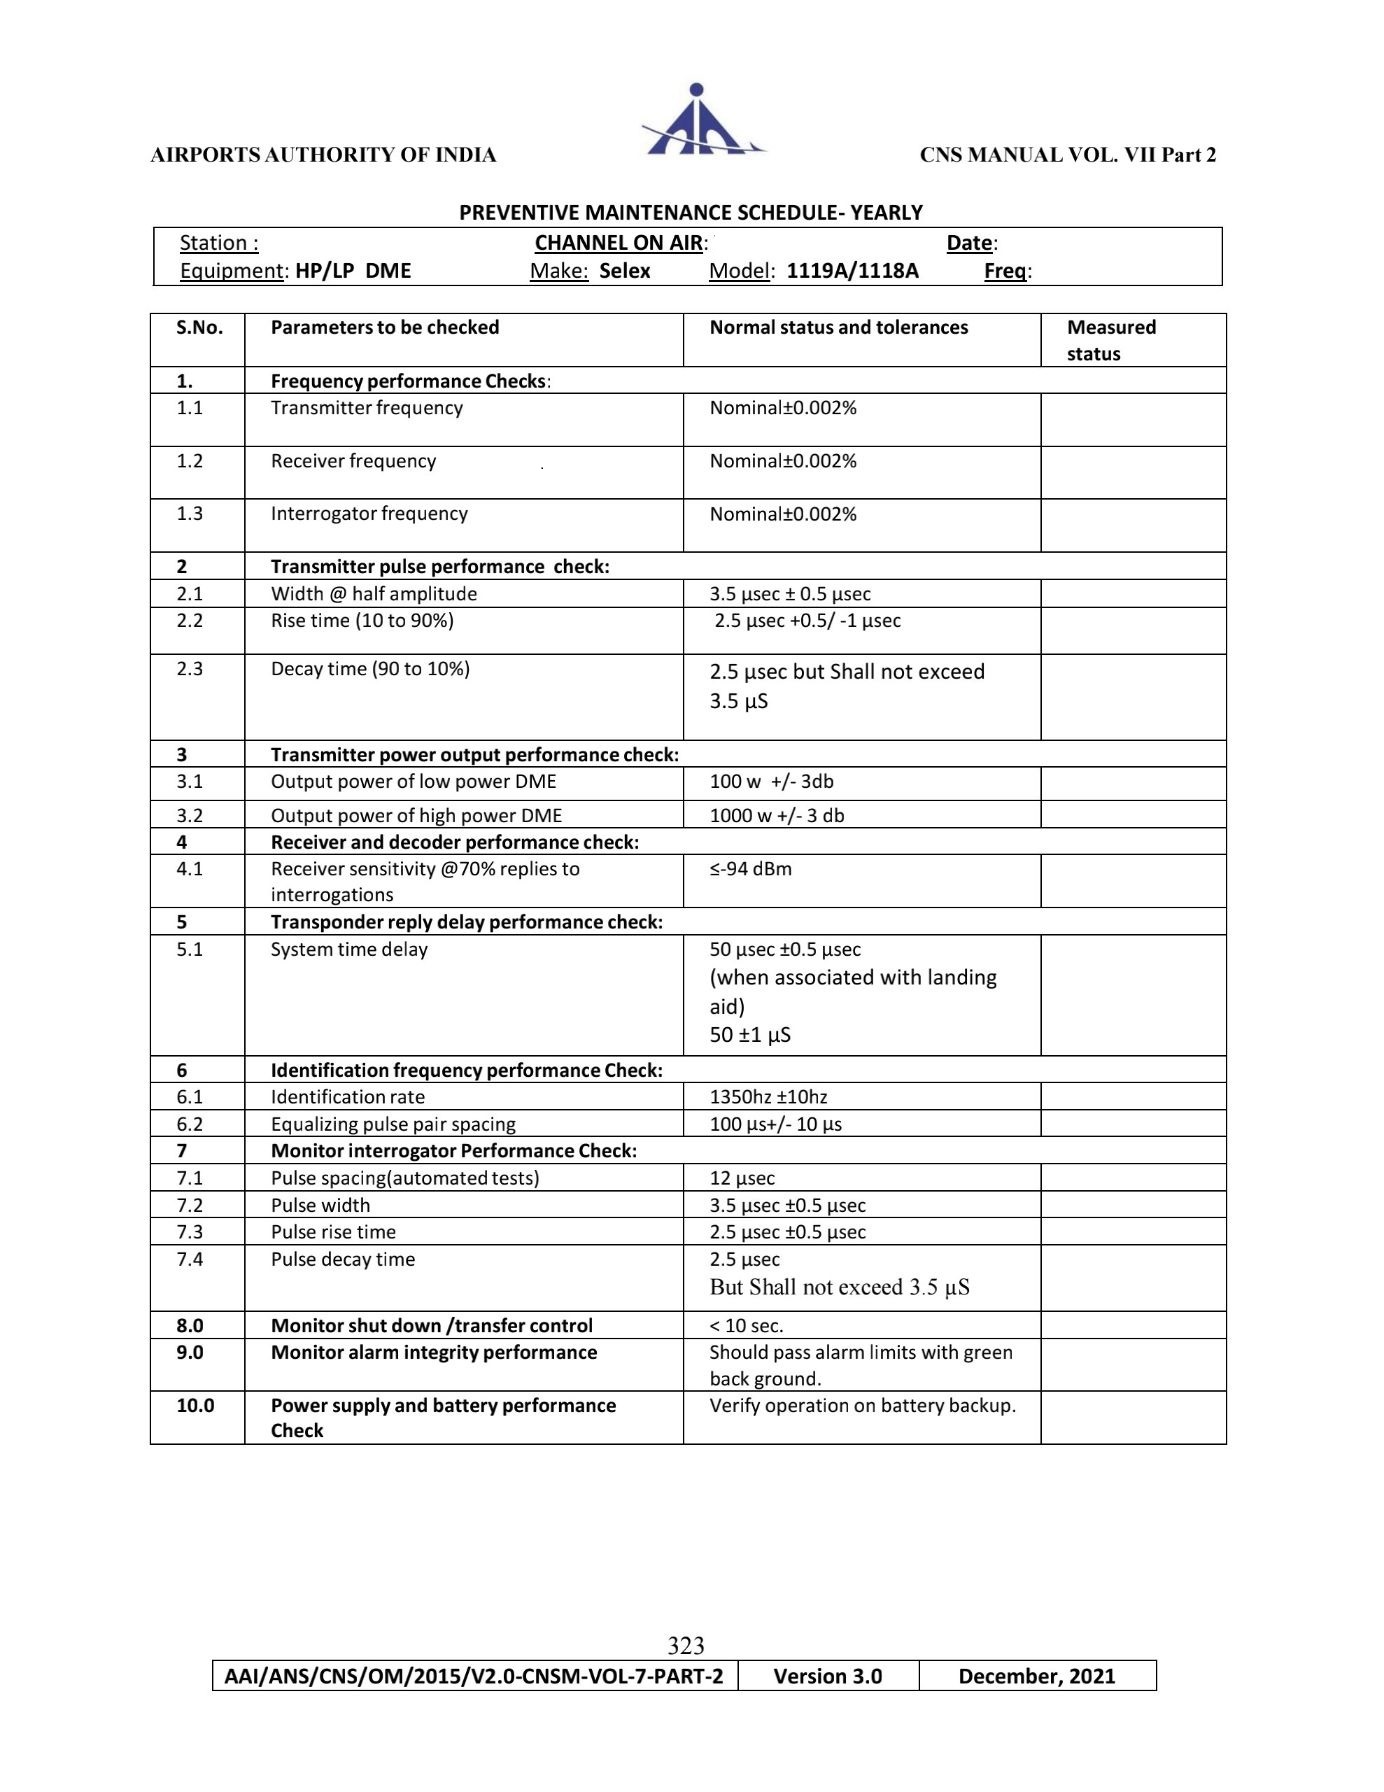 AIRPORTS AUTHORITY OF INDIA
CNS MANUAL VOL. VII Part 2
PREVENTIVE MAINTENANCE SCHEDULE- YEARLY
Station : CHANNEL ON AIR: Date:
Equipment: HP/LP DME Make: Selex Model: 1119A/1118A Freq:
S.No. Parameters to be checked Normal status and tolerances Measured
status
1. Frequency performance Checks:
1.1 Transmitter frequency Nominal±0.002%
1.2 Receiver frequency Nominal±0.002%
1.3 Interrogator frequency Nominal±0.002%
2 Transmitter pulse performance check:
2.1 Width @ half amplitude 3.5 µsec ± 0.5 µsec
2.2 Rise time (10 to 90%) 2.5 µsec +0.5/ -1 µsec
2.3 Decay time (90 to 10%) 2.5 µsec but Shall not exceed
3.5 µS
3 Transmitter power output performance check:
3.1 Output power of low power DME 100 w +/- 3db
3.2 Output power of high power DME 1000 w +/- 3 db
4 Receiver and decoder performance check:
4.1 Receiver sensitivity @70% replies to ≤-94 dBm
interrogations
5 Transponder reply delay performance check:
5.1 System time delay 50 µsec ±0.5 µsec
(when associated with landing
aid)
50 ±1 µS
6 Identification frequency performance Check:
6.1 Identification rate 1350hz ±10hz
6.2 Equalizing pulse pair spacing 100 µs+/- 10 µs
7 Monitor interrogator Performance Check:
7.1 Pulse spacing(automated tests) 12 µsec
7.2 Pulse width 3.5 µsec ±0.5 µsec
7.3 Pulse rise time 2.5 µsec ±0.5 µsec
7.4 Pulse decay time 2.5 µsec
But Shall not exceed 3.5 µS
8.0 Monitor shut down /transfer control < 10 sec.
9.0 Monitor alarm integrity performance Should pass alarm limits with green
back ground.
10.0 Power supply and battery performance Verify operation on battery backup.
Check
323
AAI/ANS/CNS/OM/2015/V2.0-CNSM-VOL-7-PART-2 Version 3.0 December, 2021